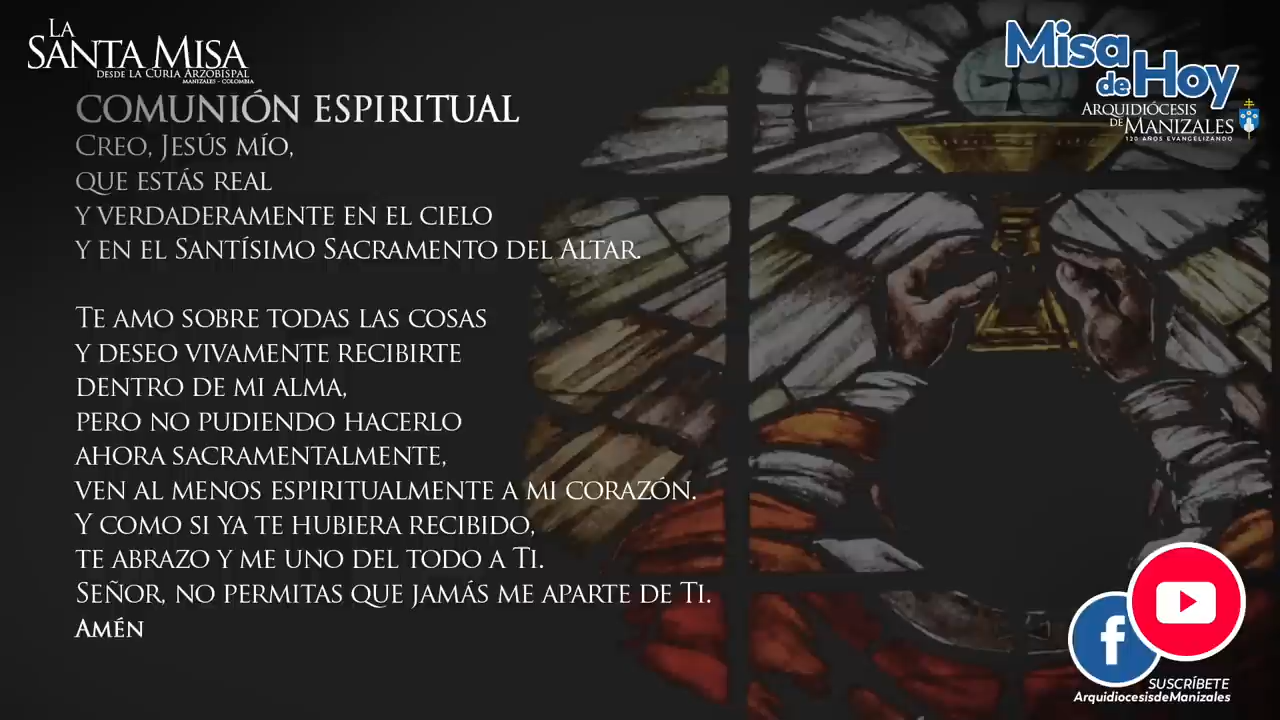 LA
SANTA MISA
DESDE LA CURIA ARZOBISPAL
MANIZALES - COLOMBIA
Misa
de Hoy
ARQUIDIÓCESIS
DE MANIZALES
120 AÑOS EVANGELIZANDO
COMUNIÓN ESPIRITUAL
CREO, JESÚS MÍO,
QUE ESTÁS REAL
Y VERDADERAMENTE EN EL CIELO
Y EN EL SANTÍSIMO SACRAMENTO DEL ALTAR.
TE AMO SOBRE TODAS LAS COSAS
Y DESEO VIVAMENTE RECIBIRTE
DENTRO DE MI ALMA,
PERO NO PUDIENDO HACERLO
AHORA SACRAMENTALMENTE,
VEN AL MENOS ESPIRITUALMENTE A MI CORAZÓN.
Y COMO SI YA TE HUBIERA RECIBIDO,
TE ABRAZO Y ME UNO DEL TODO A TI.
SEÑOR, NO PERMITAS QUE JAMÁS ME APARTE DE TI.
AMÉN
f
SUSCRÍBETE
ArquidiocesisdeManizales